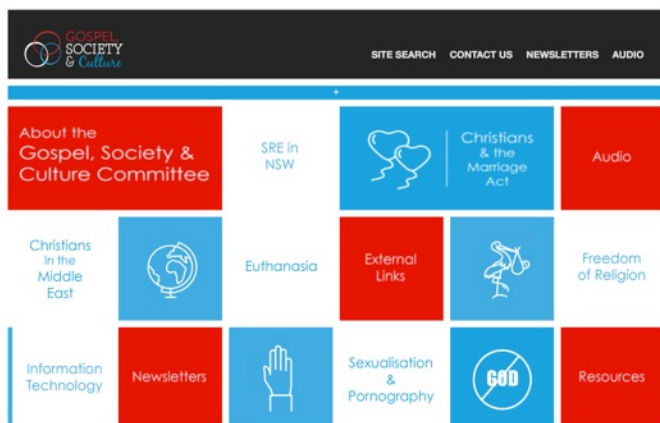 GOSPEL,
SOCIETY
& Culture
SITE SEARCH CONTACT US NEWSLETTERS AUDIO
+
About the
Gospel, Society &
Culture Committee
SRE in
NSW
Christians
& the
Marriage
Act
Audio
Christians
in the
Middle
East
Euthanasia
External
Links
Freedom
of Religion
Information
Technology
Newsletters
Sexualisation
&
Pornography
GOD
Resources